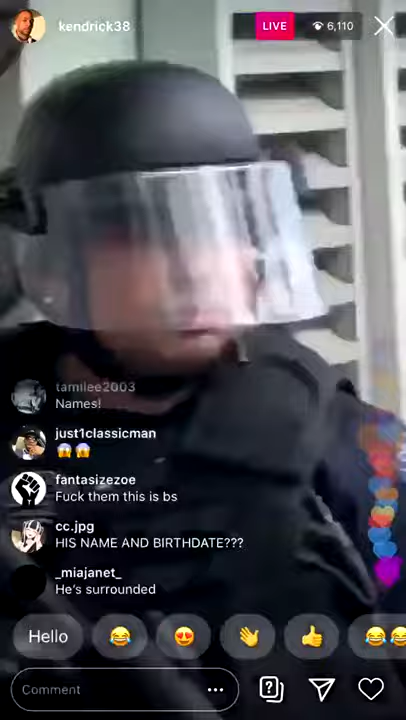 kendrick38
LIVE
6,110
tamilee2003
Names!
just1classicman
fantasizezoe
Fuck them this is bs
cc.jpg
HIS NAME AND BIRTHDATE???
_miajanet_
He's surrounded
Hello
Comment